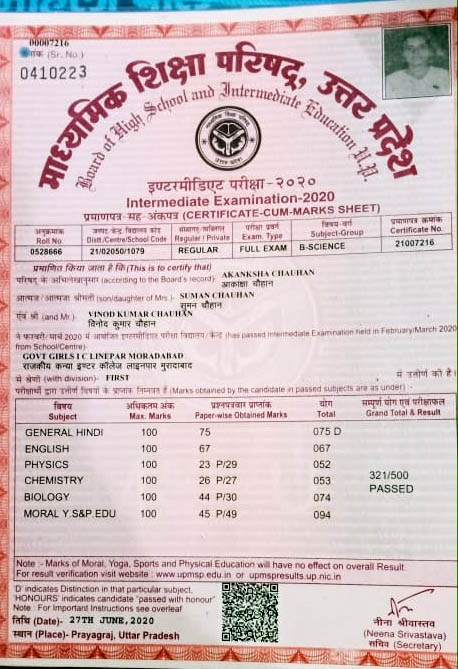 00007216
क्रमांक (Sr. No.)
0410223
माध्यमिक शिक्षा परिषद, उत्तर प्रदेश
Board of High School and Intermediate Education U.P.
इण्टरमीडिएट परीक्षा-२०२०
Intermediate Examination-2020
प्रमाणपत्र-सह-अंकपत्र (CERTIFICATE-CUM-MARKS SHEET)
अनुक्रमांक जनपद/केन्द्र/विद्यालय कोड संस्थागत/व्यक्तिगत परीक्षा प्रवर्ग विषय-वर्ग प्रमाणपत्र क्रमांक
Roll No. Distt./Centre/School Code Regular / Private Exam. Type Subject-Group Certificate No.
0528666 21/02050/1079 REGULAR FULL EXAM B-SCIENCE 21007216
प्रमाणित किया जाता है कि (This is to certify that)
परिषद् के अभिलेखानुसार (according to the Board's Record) AKANKSHA CHAUHAN
आकांक्षा चौहान
आत्मज / आत्मजा श्रीमती (son/daughter of Mrs.) SUMAN CHAUHAN
सुमन चौहान
एवं श्री (and Mr.) VINOD KUMAR CHAUHAN
विनोद कुमार चौहान
ने फरवरी/मार्च 2020 में आयोजित इण्टरमीडिएट परीक्षा विद्यालय/केन्द्र (has passed Intermediate Examination held in February/March 2020
from School/Centre)-
GOVT GIRLS I C LINEPAR MORADABAD
राजकीय कन्या इण्टर कॉलेज लाइनपार मुरादाबाद
से श्रेणी (with division)- FIRST में उत्तीर्ण की है।
परीक्षार्थी द्वारा उत्तीर्ण विषयों के प्राप्तांक निम्नवत हैं (Marks obtained by the candidate in passed subjects are as under) :-
विषय अधिकतम अंक प्रश्नपत्रवार प्राप्तांक योग सम्पूर्ण योग एवं परीक्षाफल
Subject Max. Marks Paper-wise Obtained Marks Total Grand Total & Result
GENERAL HINDI 100 75 075 D
ENGLISH 100 67 067
PHYSICS 100 23 P/29 052
CHEMISTRY 100 26 P/27 053
321/500
PASSED
BIOLOGY 100 44 P/30 074
MORAL Y.S&P.EDU 100 45 P/49 094
Note :- Marks of Moral, Yoga, Sports and Physical Education will have no effect on overall Result.
For result verification visit website : www.upmsp.edu.in or upmspresults.up.nic.in
'D' indicates Distinction in that particular subject.
'HONOURS' indicates candidate "passed with honour"
Note : For Important Instructions see overleaf
तिथि (Date)- 27TH JUNE, 2020
स्थान (Place)- Prayagraj, Uttar Pradesh
नीना श्रीवास्तव
(Neena Srivastava)
सचिव (Secretary)